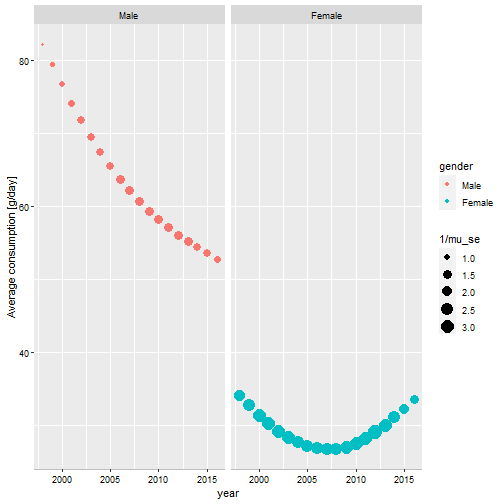 Male Female
80
60
40
Average consumption [g/day]
2000 2005 2010 2015 2000 2005 2010 2015
year
gender
Male
Female
1/mu_se
1.0
1.5
2.0
2.5
3.0